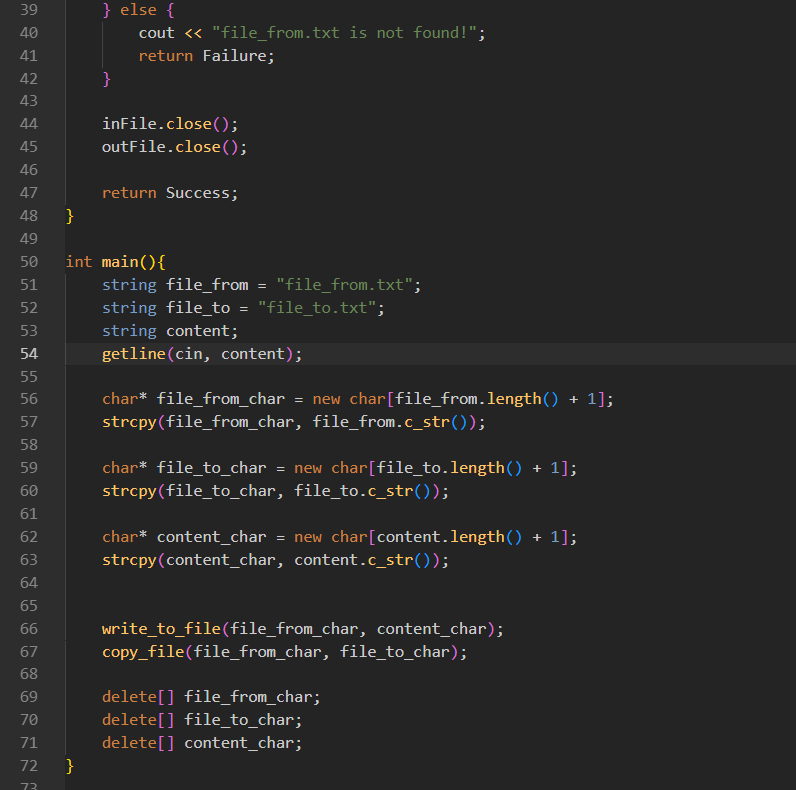 39 } else {
40 cout << "file_from.txt is not found!";
41 return Failure;
42 }
43
44 inFile.close();
45 outFile.close();
46
47 return Success;
48 }
49
50 int main(){
51 string file_from = "file_from.txt";
52 string file_to = "file_to.txt";
53 string content;
54 getline(cin, content);
55
56 char* file_from_char = new char[file_from.length() + 1];
57 strcpy(file_from_char, file_from.c_str());
58
59 char* file_to_char = new char[file_to.length() + 1];
60 strcpy(file_to_char, file_to.c_str());
61
62 char* content_char = new char[content.length() + 1];
63 strcpy(content_char, content.c_str());
64
65
66 write_to_file(file_from_char, content_char);
67 copy_file(file_from_char, file_to_char);
68
69 delete[] file_from_char;
70 delete[] file_to_char;
71 delete[] content_char;
72 }
73